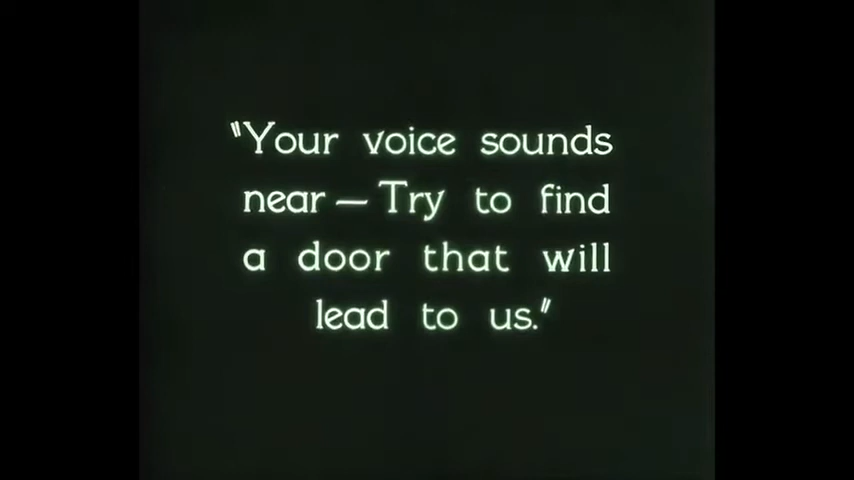 "Your voice sounds
near — Try to find
a door that will
lead to us."